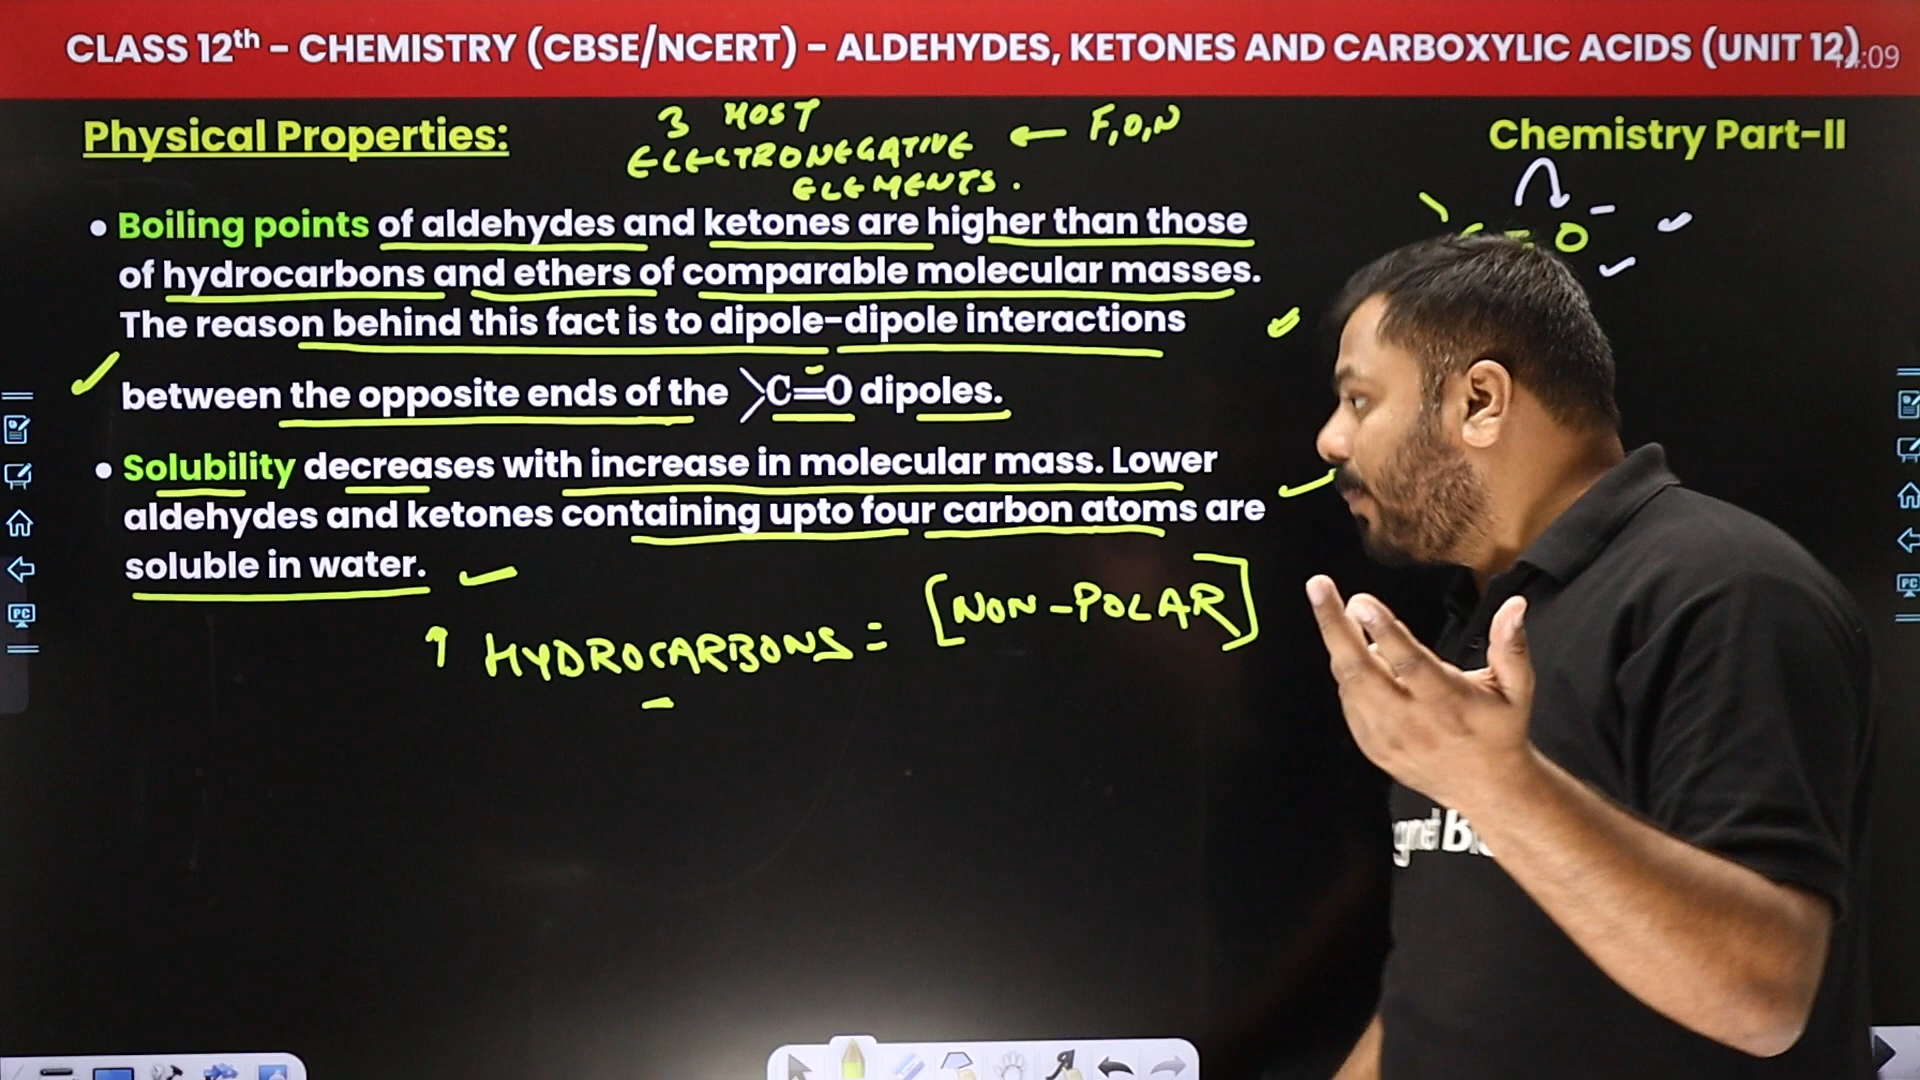 CLASS 12th – CHEMISTRY (CBSE/NCERT) – ALDEHYDES, KETONES AND CARBOXYLIC ACIDS (UNIT 12)
:09
Physical Properties:
3 MOST
ELECTRONEGATIVE ← F,O,N
ELEMENTS.
Chemistry Part-II
O⁻
• Boiling points of aldehydes and ketones are higher than those
of hydrocarbons and ethers of comparable molecular masses.
The reason behind this fact is to dipole-dipole interactions
between the opposite ends of the >C=O dipoles.
• Solubility decreases with increase in molecular mass. Lower
aldehydes and ketones containing upto four carbon atoms are
soluble in water.
↑ HYDROCARBONS = [NON-POLAR]
PC
PC